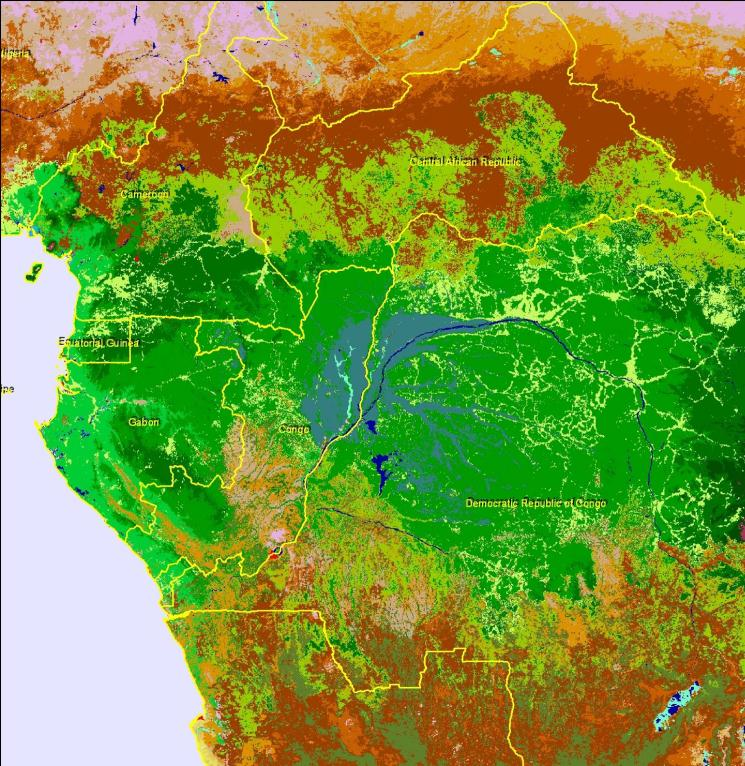 Central African Republic
Cameroon
Equatorial Guinea
Gabon
Congo
Democratic Republic of Congo